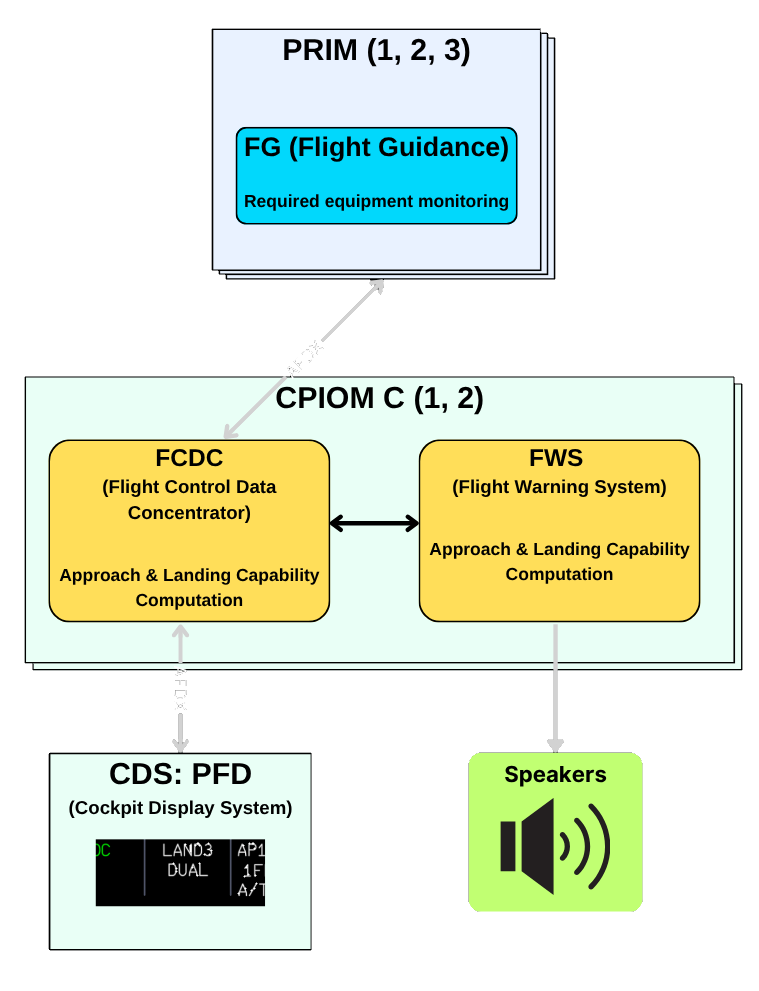 PRIM (1, 2, 3)
FG (Flight Guidance)
Required equipment monitoring
AFDX
CPIOM C (1, 2)
FCDC
(Flight Control Data
Concentrator)
Approach & Landing Capability
Computation
FWS
(Flight Warning System)
Approach & Landing Capability
Computation
AFDX
CDS: PFD
(Cockpit Display System)
LAND3
DUAL
AP1
1F
A/T
Speakers